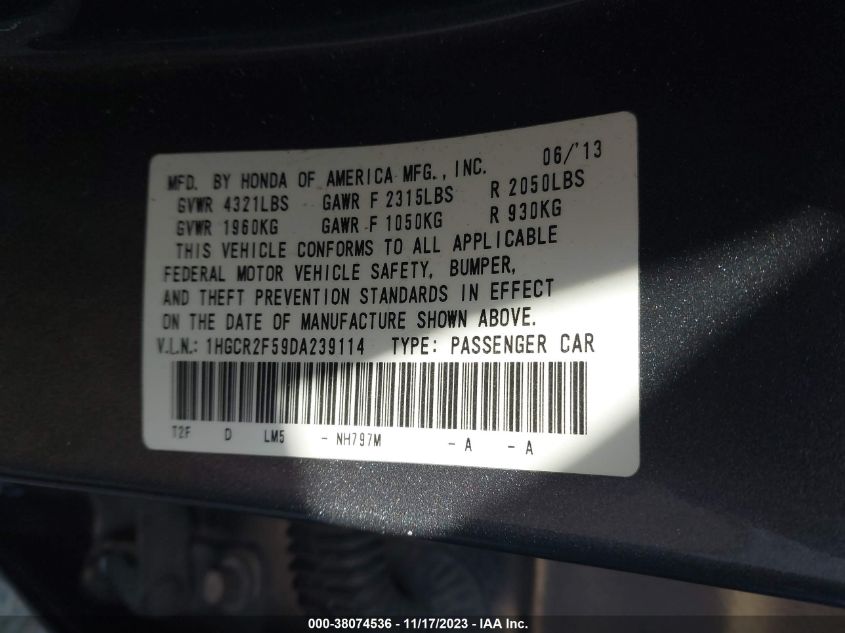 MFD. BY HONDA OF AMERICA MFG., INC. 06/'13
GVWR 4321LBS GAWR F 2315LBS R 2050LBS
GVWR 1960KG GAWR F 1050KG R 930KG
THIS VEHICLE CONFORMS TO ALL APPLICABLE
FEDERAL MOTOR VEHICLE SAFETY, BUMPER,
AND THEFT PREVENTION STANDARDS IN EFFECT
ON THE DATE OF MANUFACTURE SHOWN ABOVE.
V.I.N.: 1HGCR2F59DA239114 TYPE: PASSENGER CAR
T2F D LM5 - NH797M - A - A
000-38074536 - 11/17/2023 - IAA Inc.